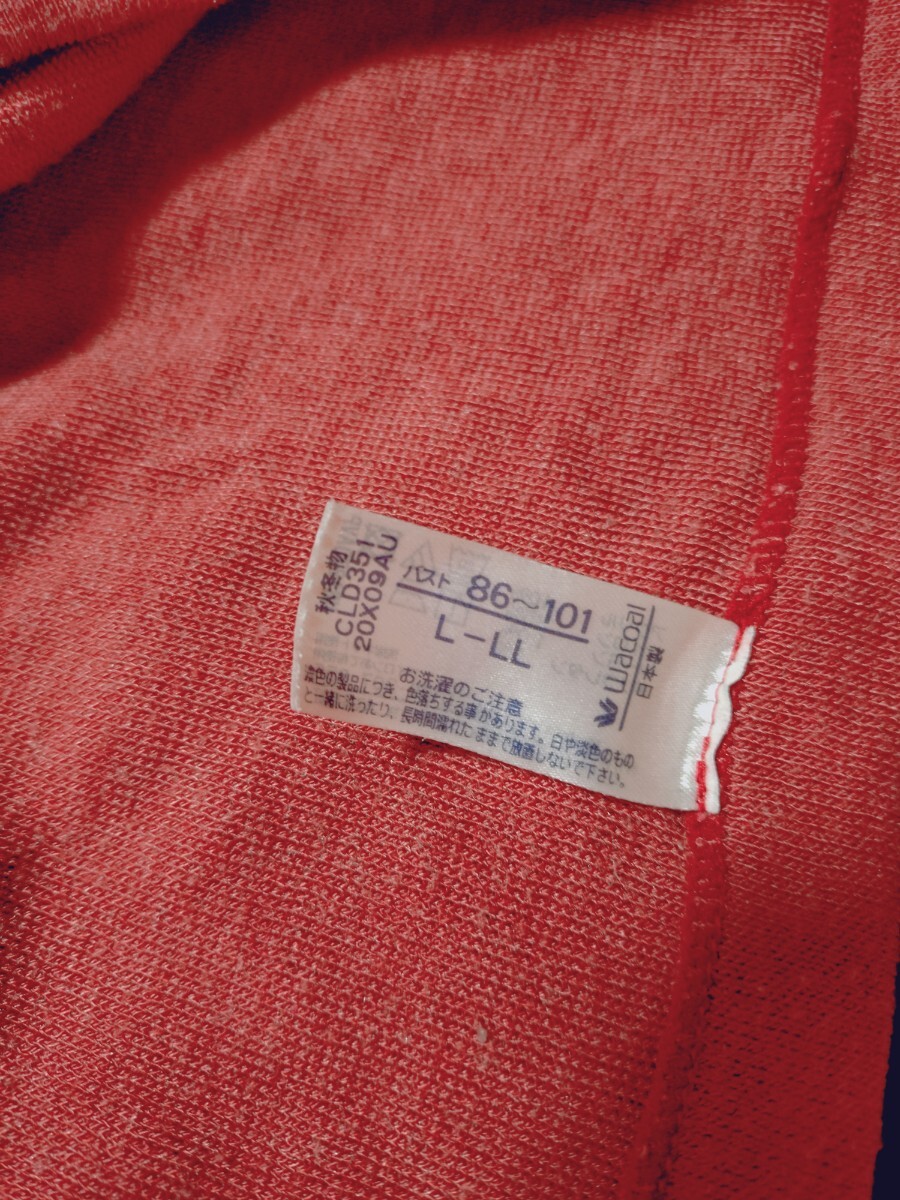 秋冬物
CLD351
20X09AU
バスト 86～101
L-LL
お洗濯のご注意
濃色の製品につき、色落ちする事があります。白や淡色のもの
と一緒に洗ったり、長時間濡れたままで放置しないで下さい。
Wacoal
日本製